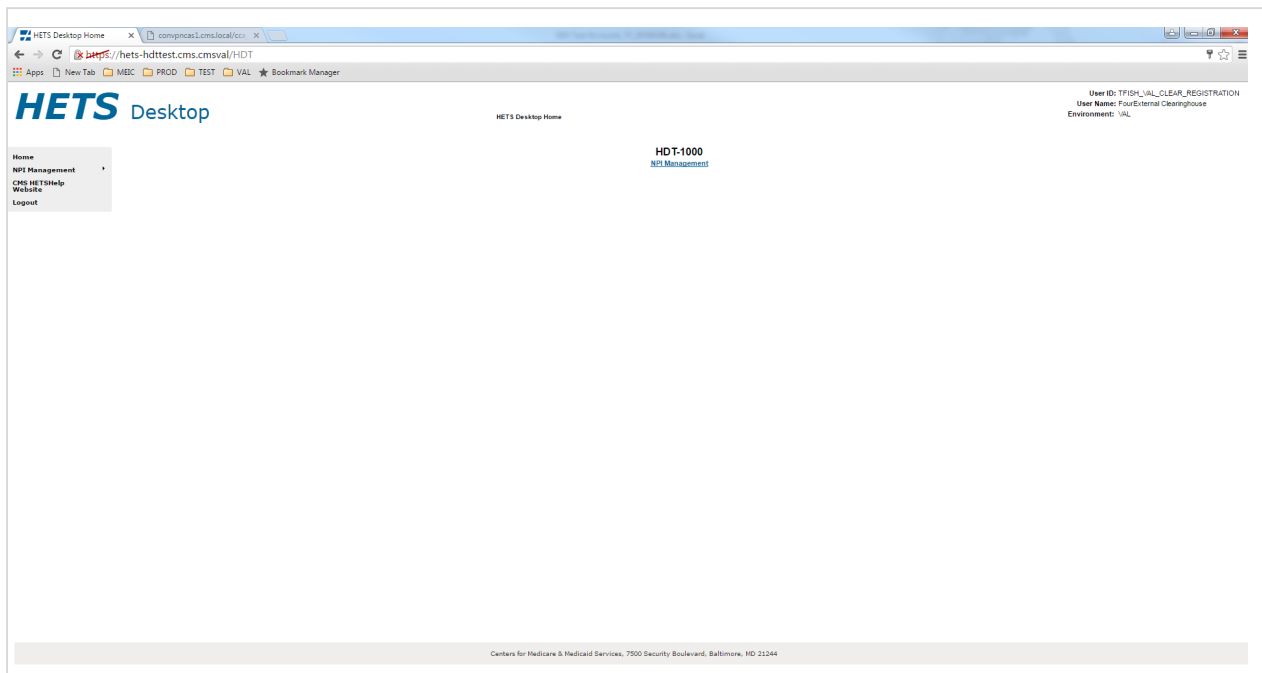 HETS Desktop Home
convpncas1.cms.local/ccx
https://hets-hdttest.cms.cmsval/HDT
Apps New Tab MEIC PROD TEST VAL Bookmark Manager
HETS Desktop
HETS Desktop Home
User ID: TFISH_VAL_CLEAR_REGISTRATION
User Name: FourExternal Clearinghouse
Environment: VAL
Home
NPI Management
CMS HETSHelp
Website
Logout
HDT-1000
NPI Management
Centers for Medicare & Medicaid Services, 7500 Security Boulevard, Baltimore, MD 21244